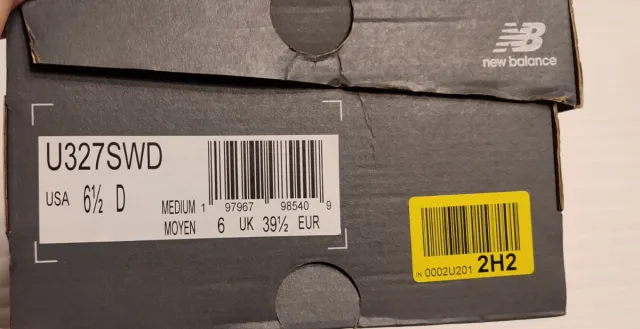 NB
new balance
U327SWD
USA 6½ D
MEDIUM
MOYEN
1 97967 98540 9
6 UK 39½ EUR
IN 0002U201 2H2